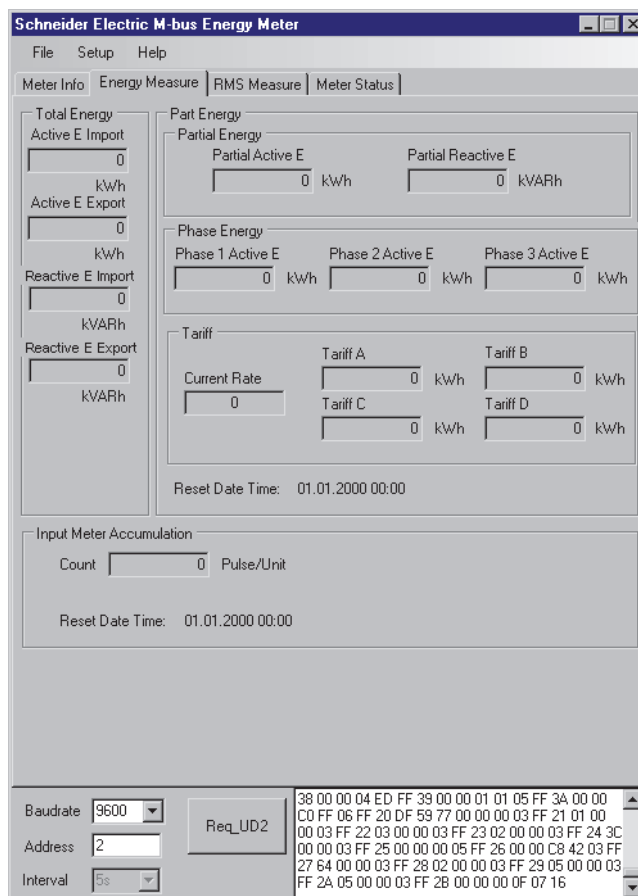 Schneider Electric M-bus Energy Meter
File Setup Help
Meter Info Energy Measure RMS Measure Meter Status
Total Energy
Active E Import
0
kWh
Active E Export
0
kWh
Reactive E Import
0
kVARh
Reactive E Export
0
kVARh
Part Energy
Partial Energy
Partial Active E Partial Reactive E
0 kWh 0 kVARh
Phase Energy
Phase 1 Active E Phase 2 Active E Phase 3 Active E
0 kWh 0 kWh 0 kWh
Tariff
Tariff A Tariff B
Current Rate 0 kWh 0 kWh
0 Tariff C Tariff D
0 kWh 0 kWh
Reset Date Time: 01.01.2000 00:00
Input Meter Accumulation
Count 0 Pulse/Unit
Reset Date Time: 01.01.2000 00:00
Baudrate 9600
Address 2
Interval 5s
Req_UD2
38 00 00 04 ED FF 39 00 00 01 01 05 FF 3A 00 00
C0 FF 06 FF 20 DF 59 77 00 00 00 03 FF 21 01 00
00 03 FF 22 03 00 00 03 FF 23 02 00 00 03 FF 24 3C
00 00 03 FF 25 00 00 00 05 FF 26 00 00 C8 42 03 FF
27 64 00 00 03 FF 28 02 00 00 03 FF 29 05 00 00 03
FF 2A 05 00 00 03 FF 2B 00 00 00 0F 07 16